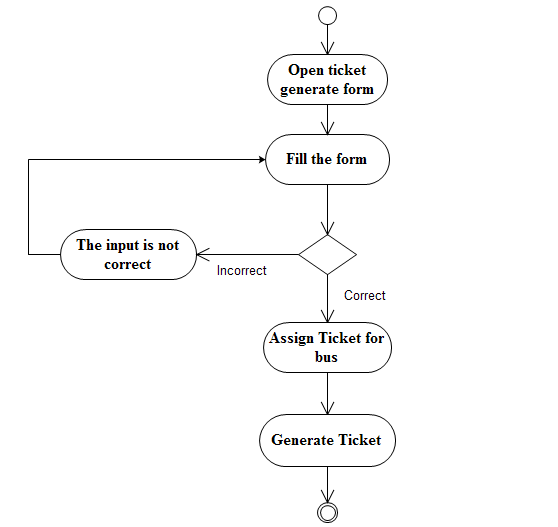 Open ticket
generate form
Fill the form
The input is not
correct
Incorrect
Correct
Assign Ticket for
bus
Generate Ticket